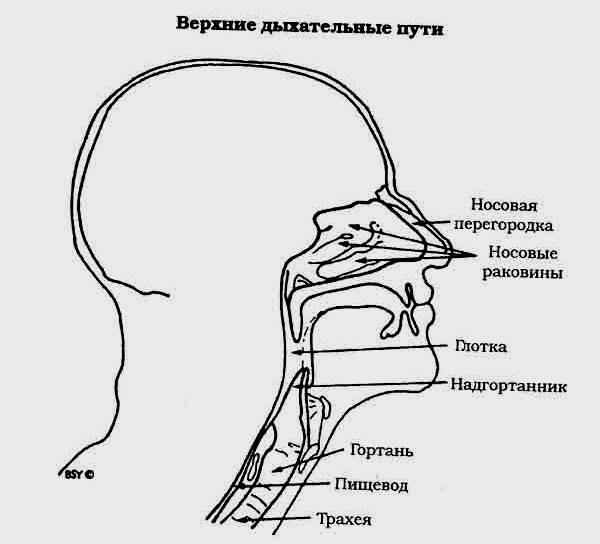 Верхние дыхательные пути
Носовая
перегородка
Носовые
раковины
Глотка
Надгортанник
Гортань
BSY ©
Пищевод
Трахея